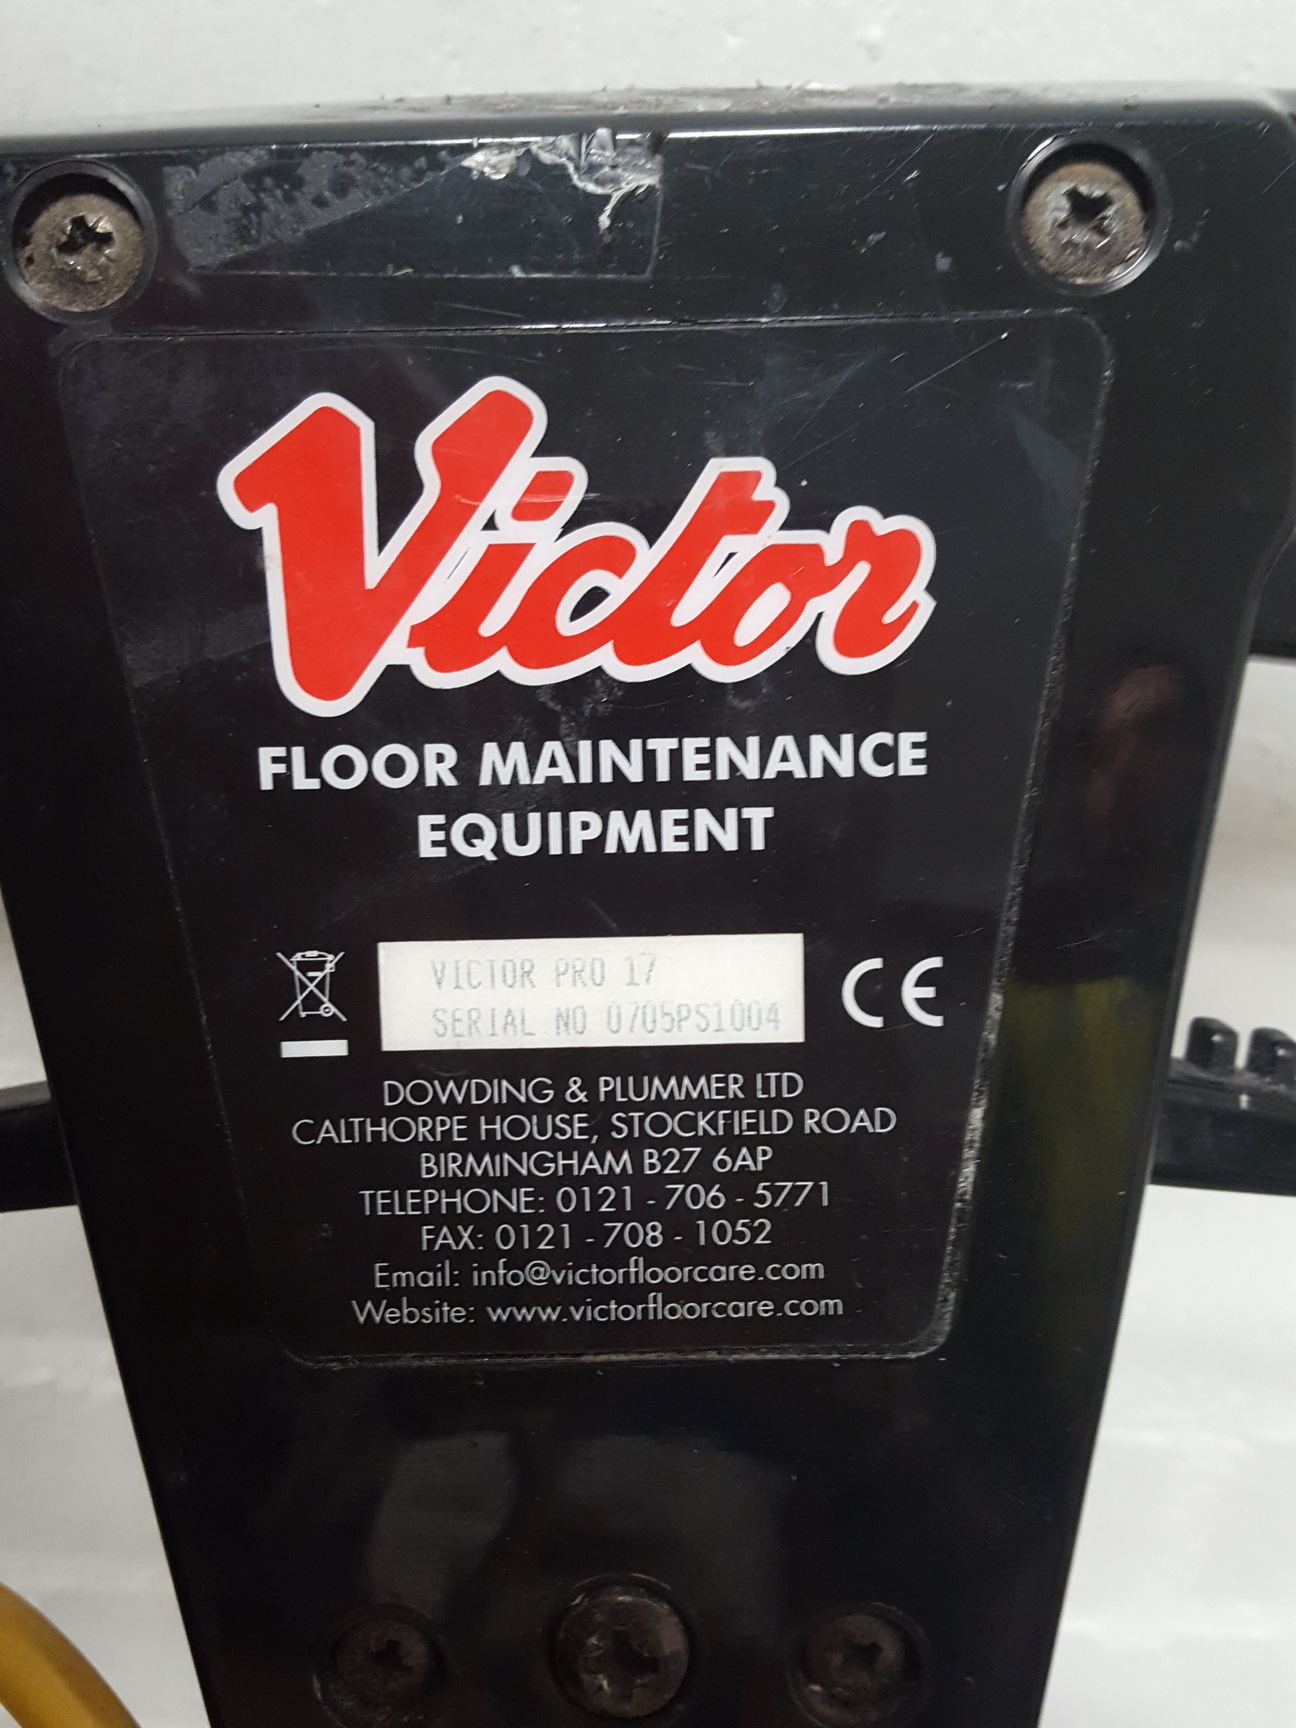 Victor
FLOOR MAINTENANCE
EQUIPMENT
VICTOR PRO 17
SERIAL NO 0705PS1004
CE
DOWDING & PLUMMER LTD
CALTHORPE HOUSE, STOCKFIELD ROAD
BIRMINGHAM B27 6AP
TELEPHONE: 0121 - 706 - 5771
FAX: 0121 - 708 - 1052
Email: info@victorfloorcare.com
Website: www.victorfloorcare.com